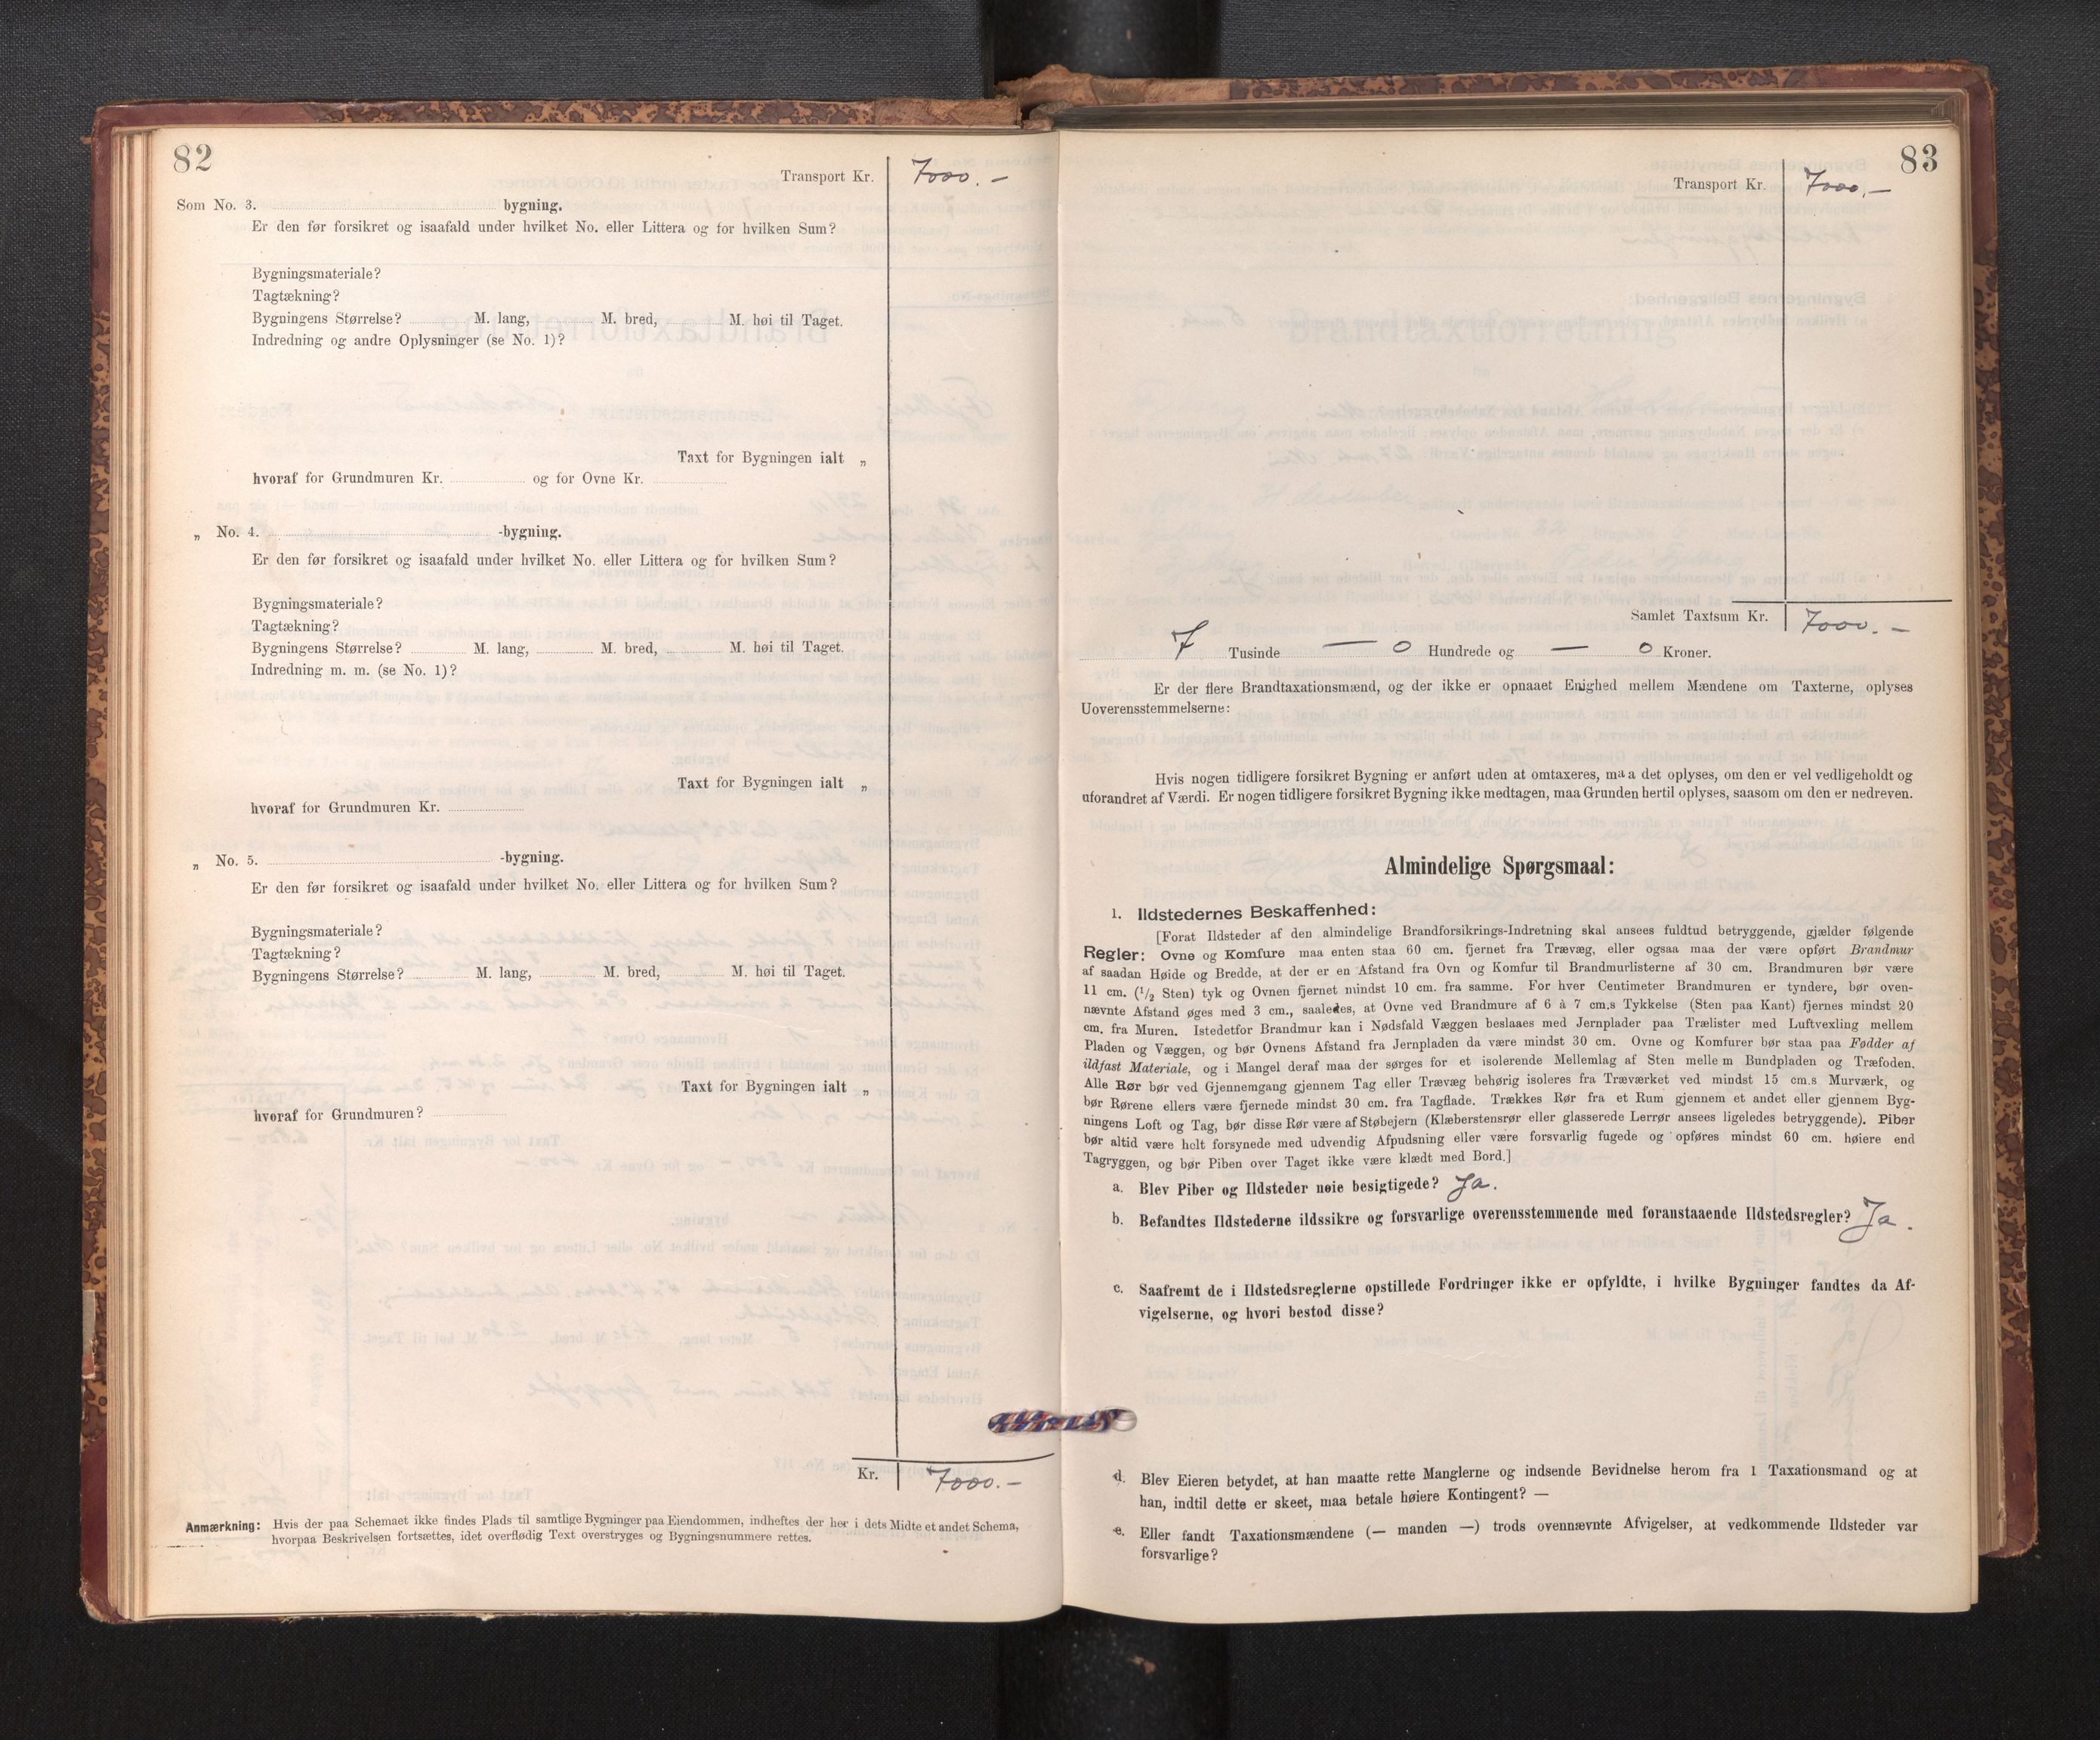 82
Transport Kr. 7000.-
Som No. 3. bygning.
Er den før forsikret og isaafald under hvilket No. eller Littera og for hvilken Sum?
Bygningsmateriale?
Tagtækning?
Bygningens Størrelse? M. lang, M. bred, M. høi til Taget.
Indredning og andre Oplysninger (se No. 1)?
Taxt for Bygningen ialt „
hvoraf for Grundmuren Kr. og for Ovne Kr.
„ No. 4. -bygning.
Er den før forsikret og isaafald under hvilket No. eller Littera og for hvilken Sum?
Bygningsmateriale?
Tagtækning?
Bygningens Størrelse? M. lang, M. bred, M. høi til Taget.
Indredning m. m. (se No. 1)?
Taxt for Bygningen ialt „
hvoraf for Grundmuren Kr.
„ No. 5. -bygning.
Er den før forsikret og isaafald under hvilket No. eller Littera og for hvilken Sum?
Bygningsmateriale?
Tagtækning?
Bygningens Størrelse? M. lang, M. bred, M. høi til Taget.
Taxt for Bygningen ialt „
hvoraf for Grundmuren?
Kr. 7000.-
Anmærkning: Hvis der paa Schemaet ikke findes Plads til samtlige Bygninger paa Eiendommen, indheftes der her i dets Midte et andet Schema,
hvorpaa Beskrivelsen fortsættes, idet overflødig Text overstryges og Bygningsnummere rettes.
83
Transport Kr. 7000.-
Samlet Taxtsum Kr. 7000.-
7 Tusinde — 0 Hundrede og — 0 Kroner.
Er der flere Brandtaxationsmænd, og der ikke er opnaaet Enighed mellem Mændene om Taxterne, oplyses
Uoverensstemmelserne:
Hvis nogen tidligere forsikret Bygning er anført uden at omtaxeres, maa det oplyses, om den er vel vedligeholdt og
uforandret af Værdi. Er nogen tidligere forsikret Bygning ikke medtagen, maa Grunden hertil oplyses, saasom om den er nedreven.
Almindelige Spørgsmaal:
1. Ildstedernes Beskaffenhed:
[Forat Ildsteder af den almindelige Brandforsikrings-Indretning skal ansees fuldtud betryggende, gjælder følgende
Regler: Ovne og Komfure maa enten staa 60 cm. fjernet fra Trævæg, eller ogsaa maa der være opført Brandmur
af saadan Høide og Bredde, at der er en Afstand fra Ovn og Komfur til Brandmurlisterne af 30 cm. Brandmuren bør være
11 cm. (1/2 Sten) tyk og Ovnen fjernet mindst 10 cm. fra samme. For hver Centimeter Brandmuren er tyndere, bør oven-
nævnte Afstand øges med 3 cm., saaledes, at Ovne ved Brandmure af 6 à 7 cm.s Tykkelse (Sten paa Kant) fjernes mindst 20
cm. fra Muren. Istedetfor Brandmur kan i Nødsfald Væggen beslaaes med Jernplader paa Trælister med Luftvexling mellem
Pladen og Væggen, og bør Ovnens Afstand fra Jernpladen da være mindst 30 cm. Ovne og Komfurer bør staa paa Fødder af
ildfast Materiale, og i Mangel deraf maa der sørges for et isolerende Mellemlag af Sten mellem Bundpladen og Træfoden.
Alle Rør bør ved Gjennemgang gjennem Tag eller Trævæg behørig isoleres fra Træværket ved mindst 15 cm.s Murværk, og
bør Rørene ellers være fjernede mindst 30 cm. fra Tagflade. Trækkes Rør fra et Rum gjennem et andet eller gjennem Byg-
ningens Loft og Tag, bør disse Rør være af Støbejern (Klæberstensrør eller glasserede Lerrør ansees ligeledes betryggende). Piber
bør altid være helt forsynede med udvendig Afpudsning eller være forsvarlig fugede og opføres mindst 60 cm. høiere end
Tagryggen, og bør Piben over Taget ikke være klædt med Bord.]
a. Blev Piber og Ildsteder nøie besigtigede? Ja.
b. Befandtes Ildstederne ildssikre og forsvarlige overensstemmende med foranstaaende Ildstedsregler? Ja.
c. Saafremt de i Ildstedsreglerne opstillede Fordringer ikke er opfyldte, i hvilke Bygninger fandtes da Af-
vigelserne, og hvori bestod disse?
d. Blev Eieren betydet, at han maatte rette Manglerne og indsende Bevidnelse herom fra 1 Taxationsmand og at
han, indtil dette er skeet, maa betale høiere Kontingent? —
e. Eller fandt Taxationsmændene (— manden —) trods ovennævnte Afvigelser, at vedkommende Ildsteder var
forsvarlige?